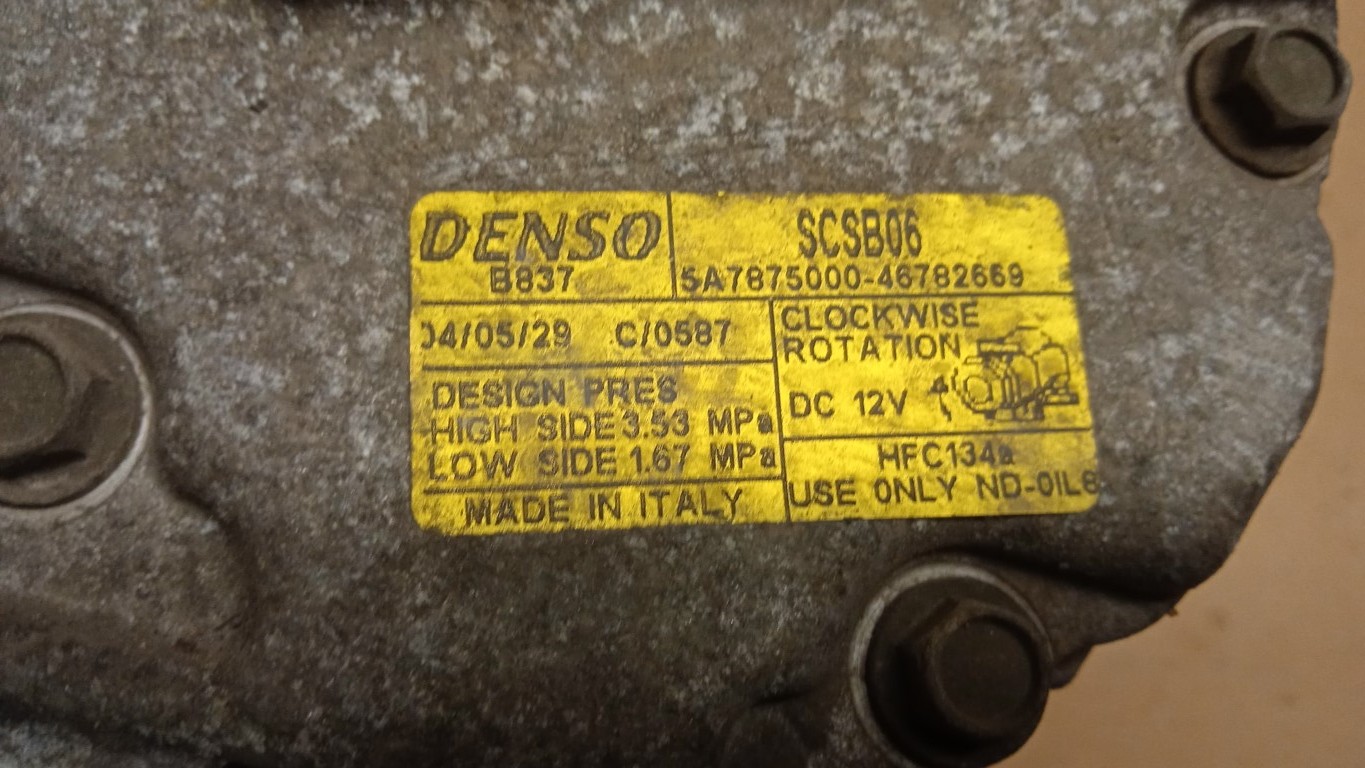 DENSO
B837
SCSB06
5A7875000-46782669
04/05/29 C/0587
CLOCKWISE
ROTATION
DC 12V
DESIGN PRES
HIGH SIDE 3.53 MPa
LOW SIDE 1.67 MPa
HFC134a
USE ONLY ND-OIL8
MADE IN ITALY